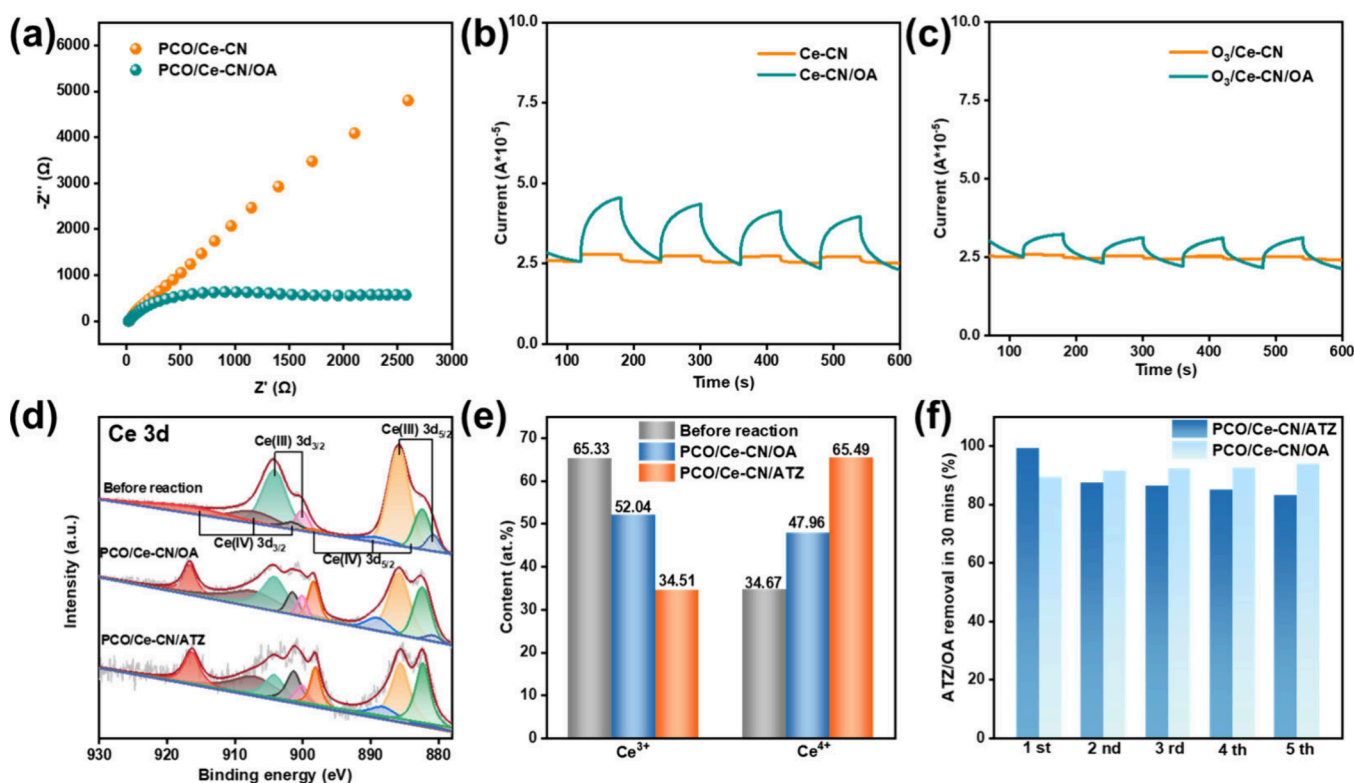 (a)
PCO/Ce-CN
PCO/Ce-CN/OA
6000
5000
4000
3000
2000
1000
0
-Z'' (Ω)
0 500 1000 1500 2000 2500 3000
Z' (Ω)
(b)
Ce-CN
Ce-CN/OA
10.0
7.5
5.0
2.5
0.0
Current (A*10⁻⁵)
100 200 300 400 500 600
Time (s)
(c)
O₃/Ce-CN
O₃/Ce-CN/OA
10.0
7.5
5.0
2.5
0.0
Current (A*10⁻⁵)
100 200 300 400 500 600
Time (s)
(d)
Ce 3d
Ce(III) 3d₃/₂
Ce(III) 3d₅/₂
Before reaction
Ce(IV) 3d₃/₂
Ce(IV) 3d₅/₂
PCO/Ce-CN/OA
PCO/Ce-CN/ATZ
Intensity (a.u.)
930 920 910 900 890 880
Binding energy (eV)
(e)
Before reaction
PCO/Ce-CN/OA
PCO/Ce-CN/ATZ
70
60
50
40
30
20
10
0
Content (at.%)
65.33
52.04
34.51
34.67
47.96
65.49
Ce³⁺ Ce⁴⁺
(f)
PCO/Ce-CN/ATZ
PCO/Ce-CN/OA
100
80
60
40
20
0
ATZ/OA removal in 30 mins (%)
1 st 2 nd 3 rd 4 th 5 th